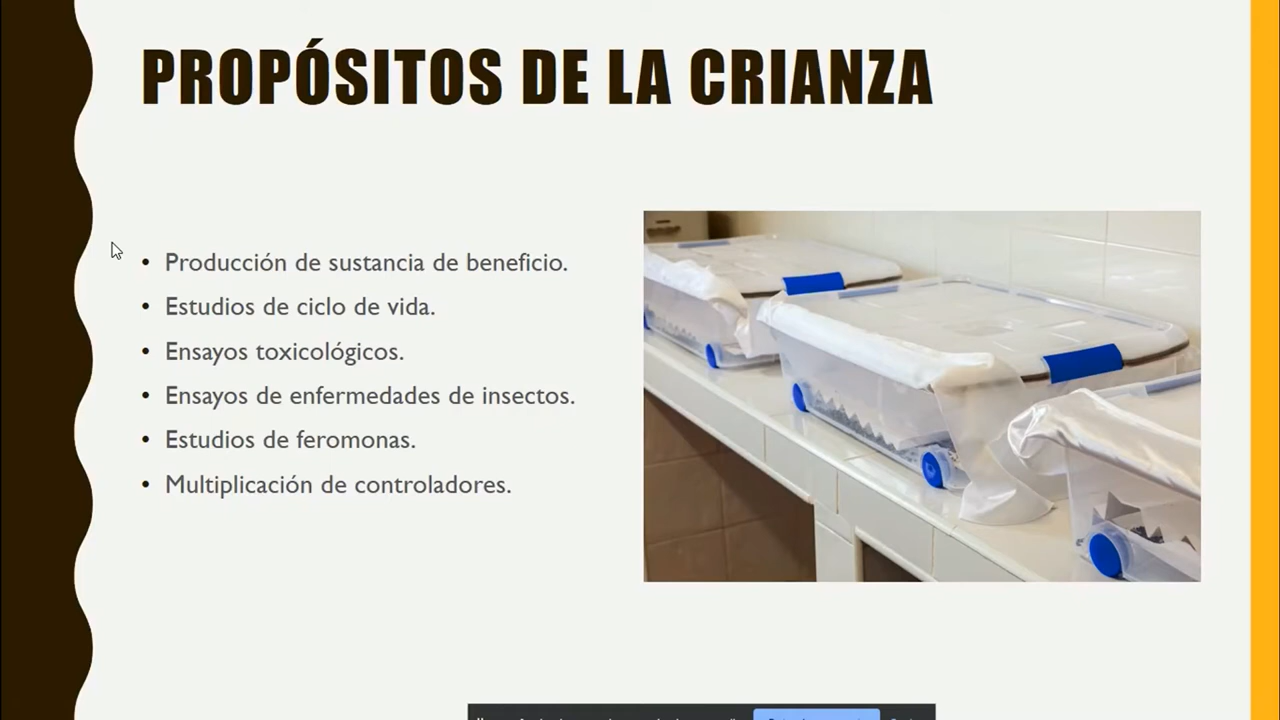 PROPÓSITOS DE LA CRIANZA
• Producción de sustancia de beneficio.
• Estudios de ciclo de vida.
• Ensayos toxicológicos.
• Ensayos de enfermedades de insectos.
• Estudios de feromonas.
• Multiplicación de controladores.